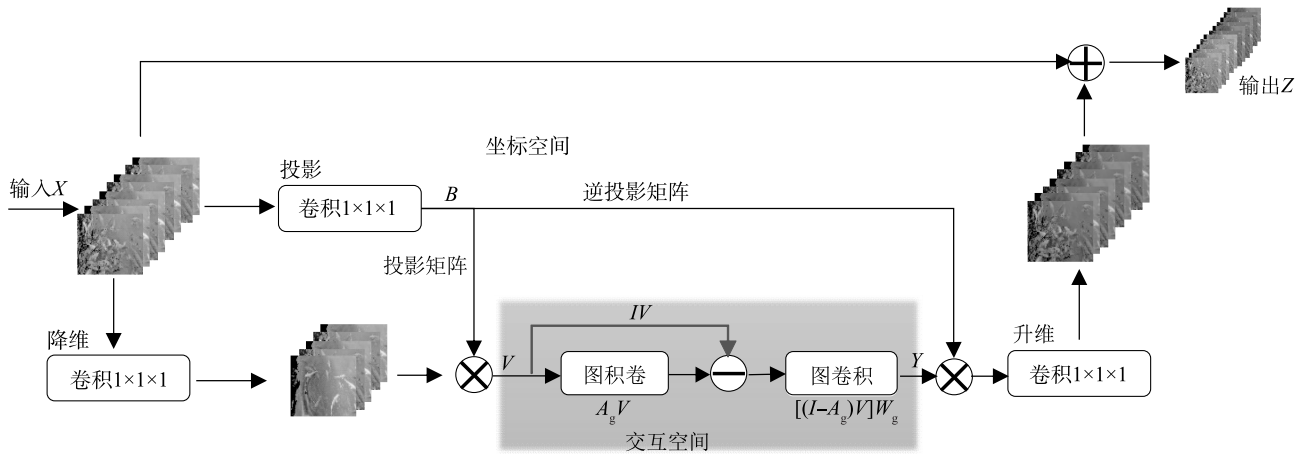 输出Z
坐标空间
投影
输入X
卷积1×1×1
B
逆投影矩阵
投影矩阵
降维
卷积1×1×1
IV
V
图积卷
A_gV
图卷积
[(I−A_g)V]W_g
Y
交互空间
升维
卷积1×1×1